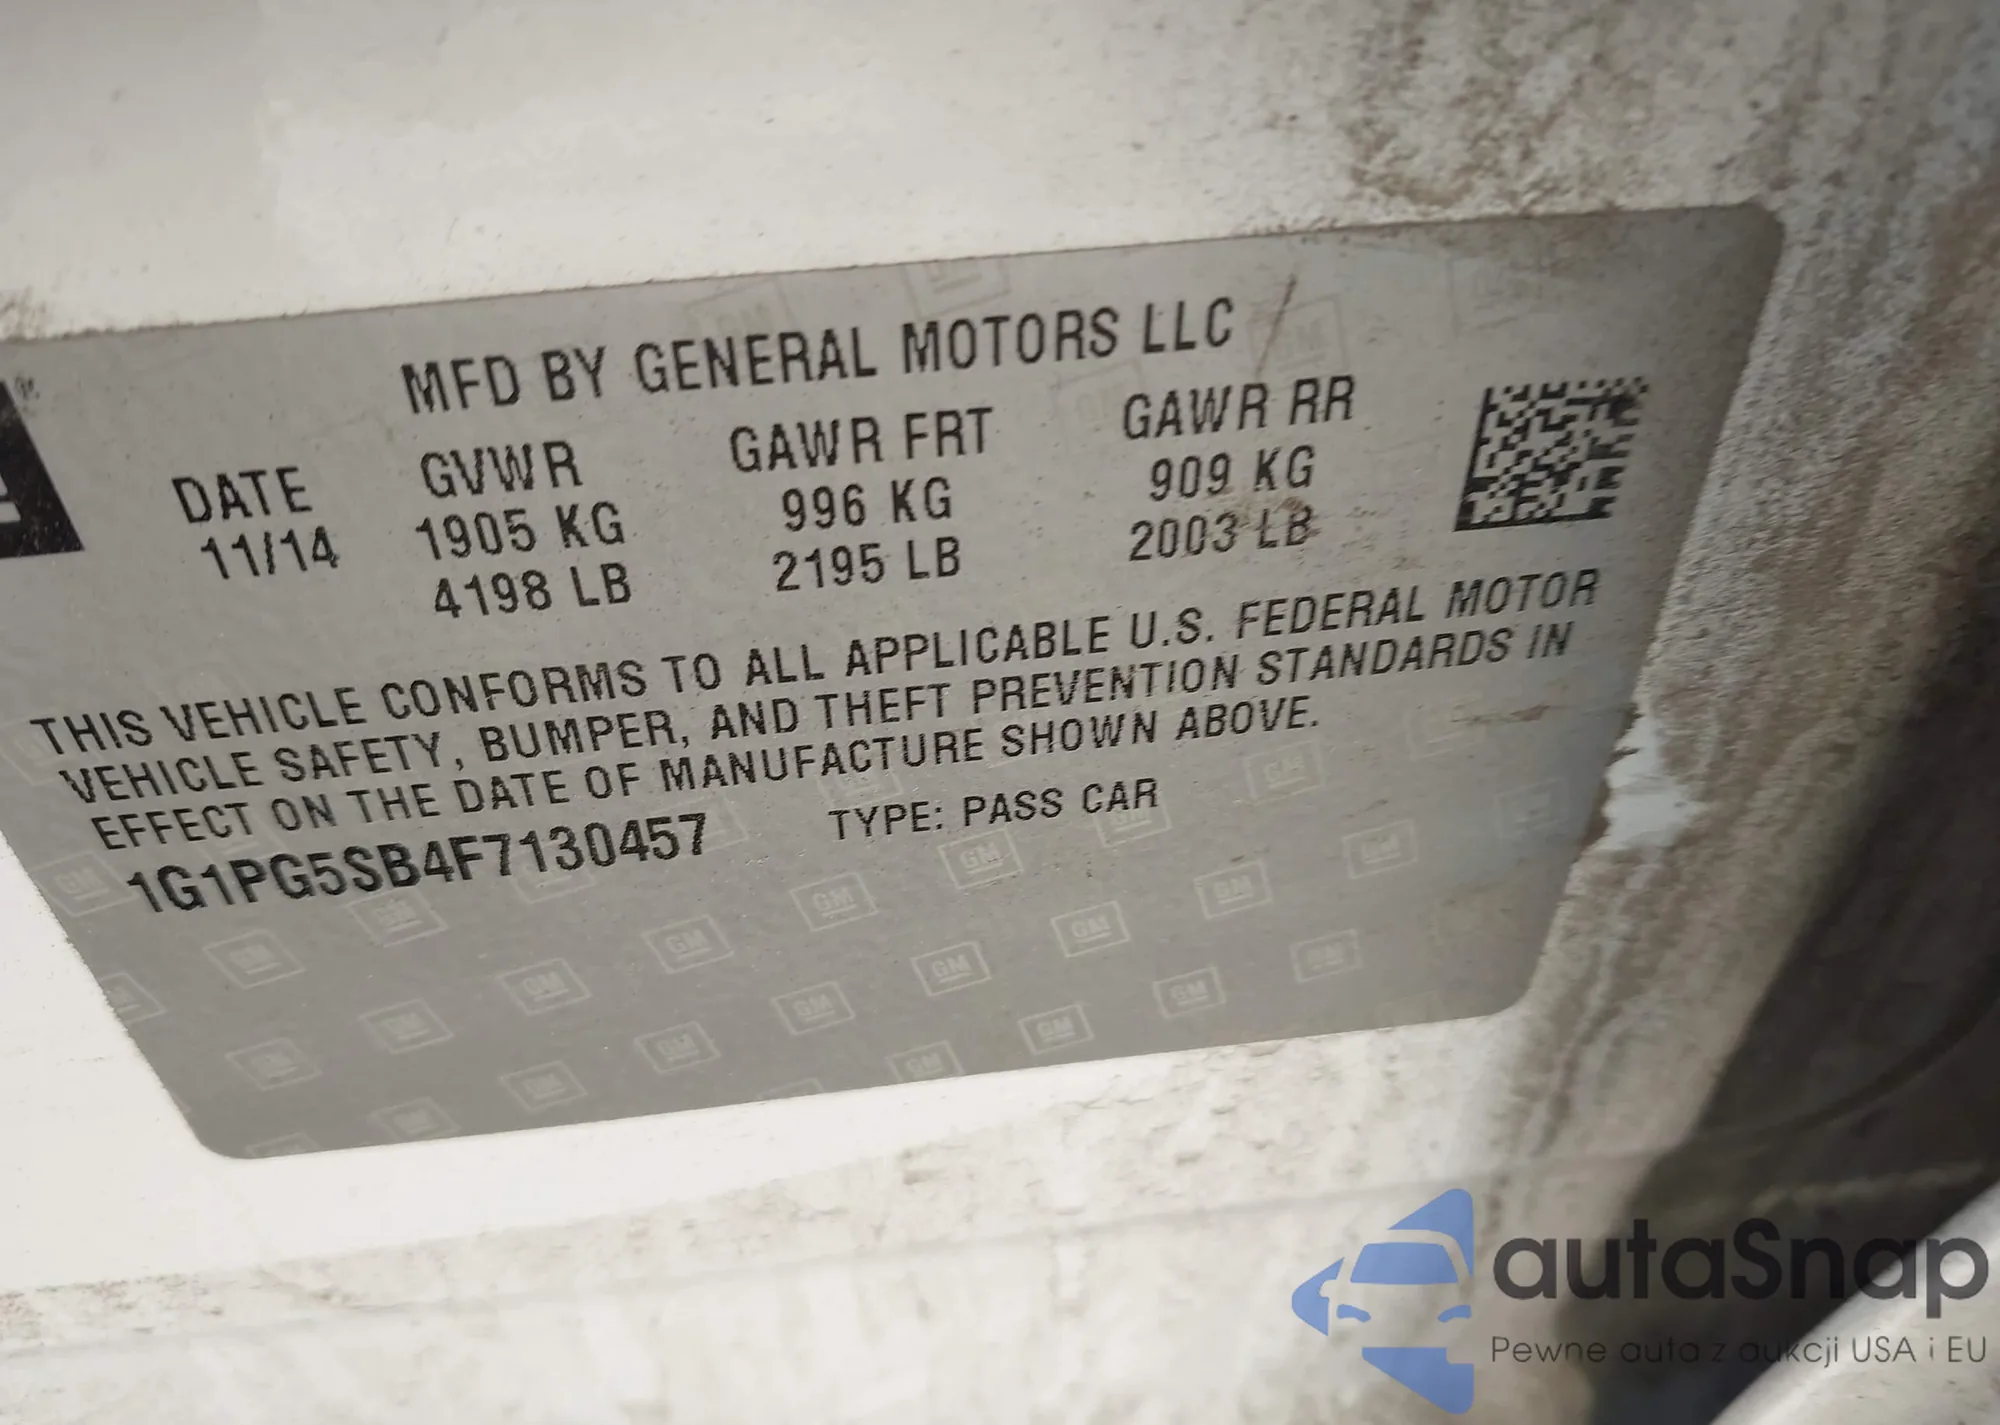 MFD BY GENERAL MOTORS LLC
DATE GVWR GAWR FRT GAWR RR
11/14 1905 KG 996 KG 909 KG
4198 LB 2195 LB 2003 LB
THIS VEHICLE CONFORMS TO ALL APPLICABLE U.S. FEDERAL MOTOR
VEHICLE SAFETY, BUMPER, AND THEFT PREVENTION STANDARDS IN
EFFECT ON THE DATE OF MANUFACTURE SHOWN ABOVE.
1G1PG5SB4F7130457 TYPE: PASS CAR
GM
autaSnap
Pewne auta z aukcji USA i EU